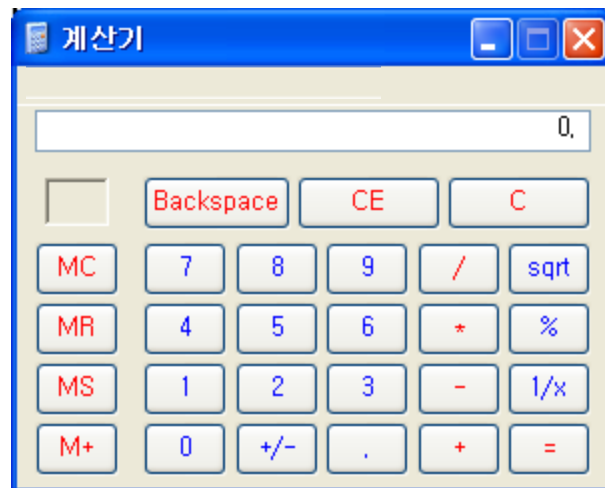 계산기
0.
Backspace CE C
MC 7 8 9 / sqrt
MR 4 5 6 * %
MS 1 2 3 - 1/x
M+ 0 +/- . + =